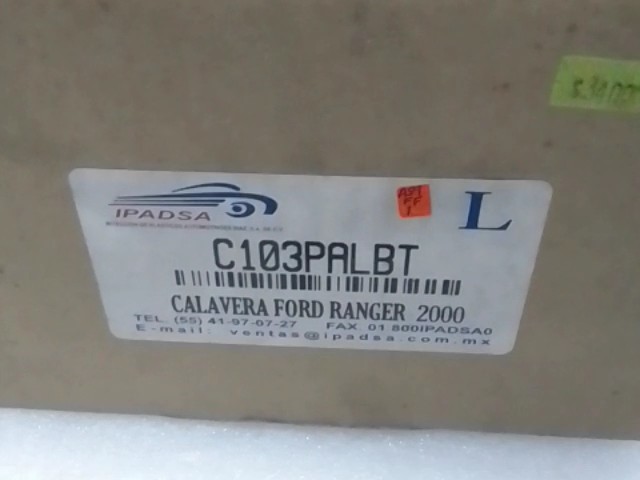 IPADSA
L
C103PALBT
CALAVERA FORD RANGER 2000
TEL. (55) 41-97-07-27 FAX. 01 800IPADSA0
E-mail: ventas@ipadsa.com.mx